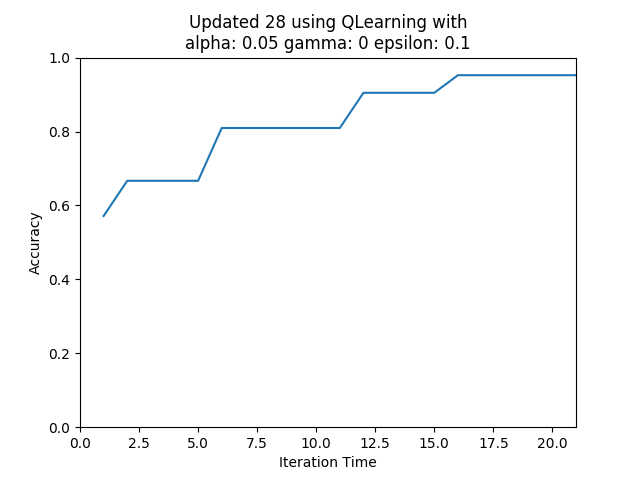 Updated 28 using QLearning with
alpha: 0.05 gamma: 0 epsilon: 0.1
1.0
0.8
0.6
0.4
0.2
0.0
Accuracy
0.0 2.5 5.0 7.5 10.0 12.5 15.0 17.5 20.0
Iteration Time